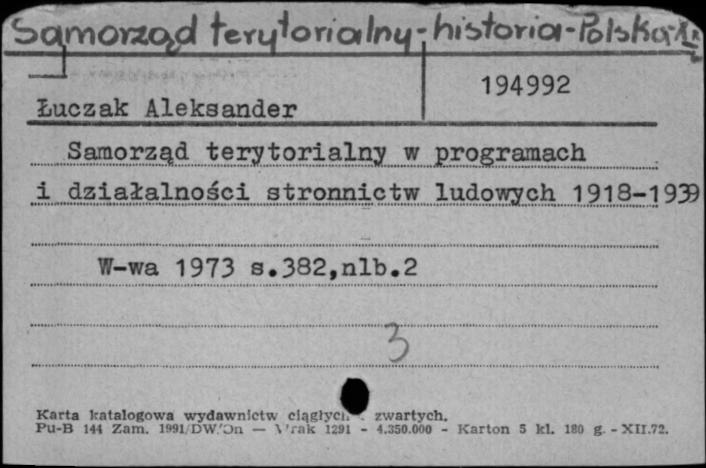 Samorząd terytorialny-historia-Polska-
194992
Łuczak Aleksander
Samorząd terytorialny w programach
i działalności stronnictw ludowych 1918-1939
W-wa 1973 s.382,nlb.2
3
Karta katalogowa wydawnictw ciągłych zwartych.
Pu-B 144 Zam. 1991/DW. — 1291 - 4.350.000 - Karton 5 kl. 180 g. - XII.72.